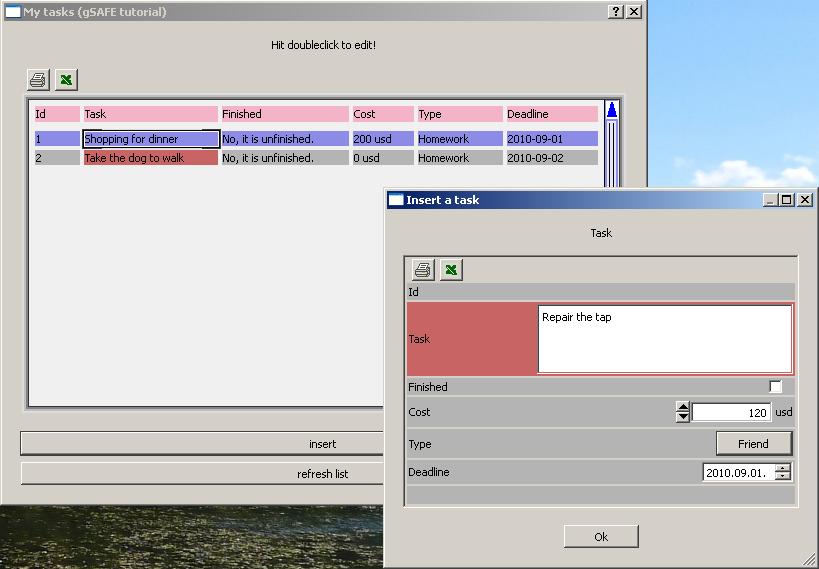 My tasks (gSAFE tutorial)
Hit doubleclick to edit!
Id Task Finished Cost Type Deadline
1 Shopping for dinner No, it is unfinished. 200 usd Homework 2010-09-01
2 Take the dog to walk No, it is unfinished. 0 usd Homework 2010-09-02
insert
refresh list
Insert a task
Task
Id
Task Repair the tap
Finished
Cost 120 usd
Type Friend
Deadline 2010.09.01.
Ok